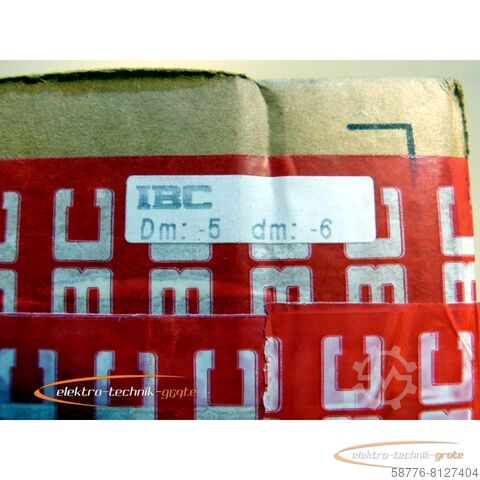 IBC
Dm: -5 dm: -6
elektro-technik-grote
elektro-technik-grote
58776-8127404